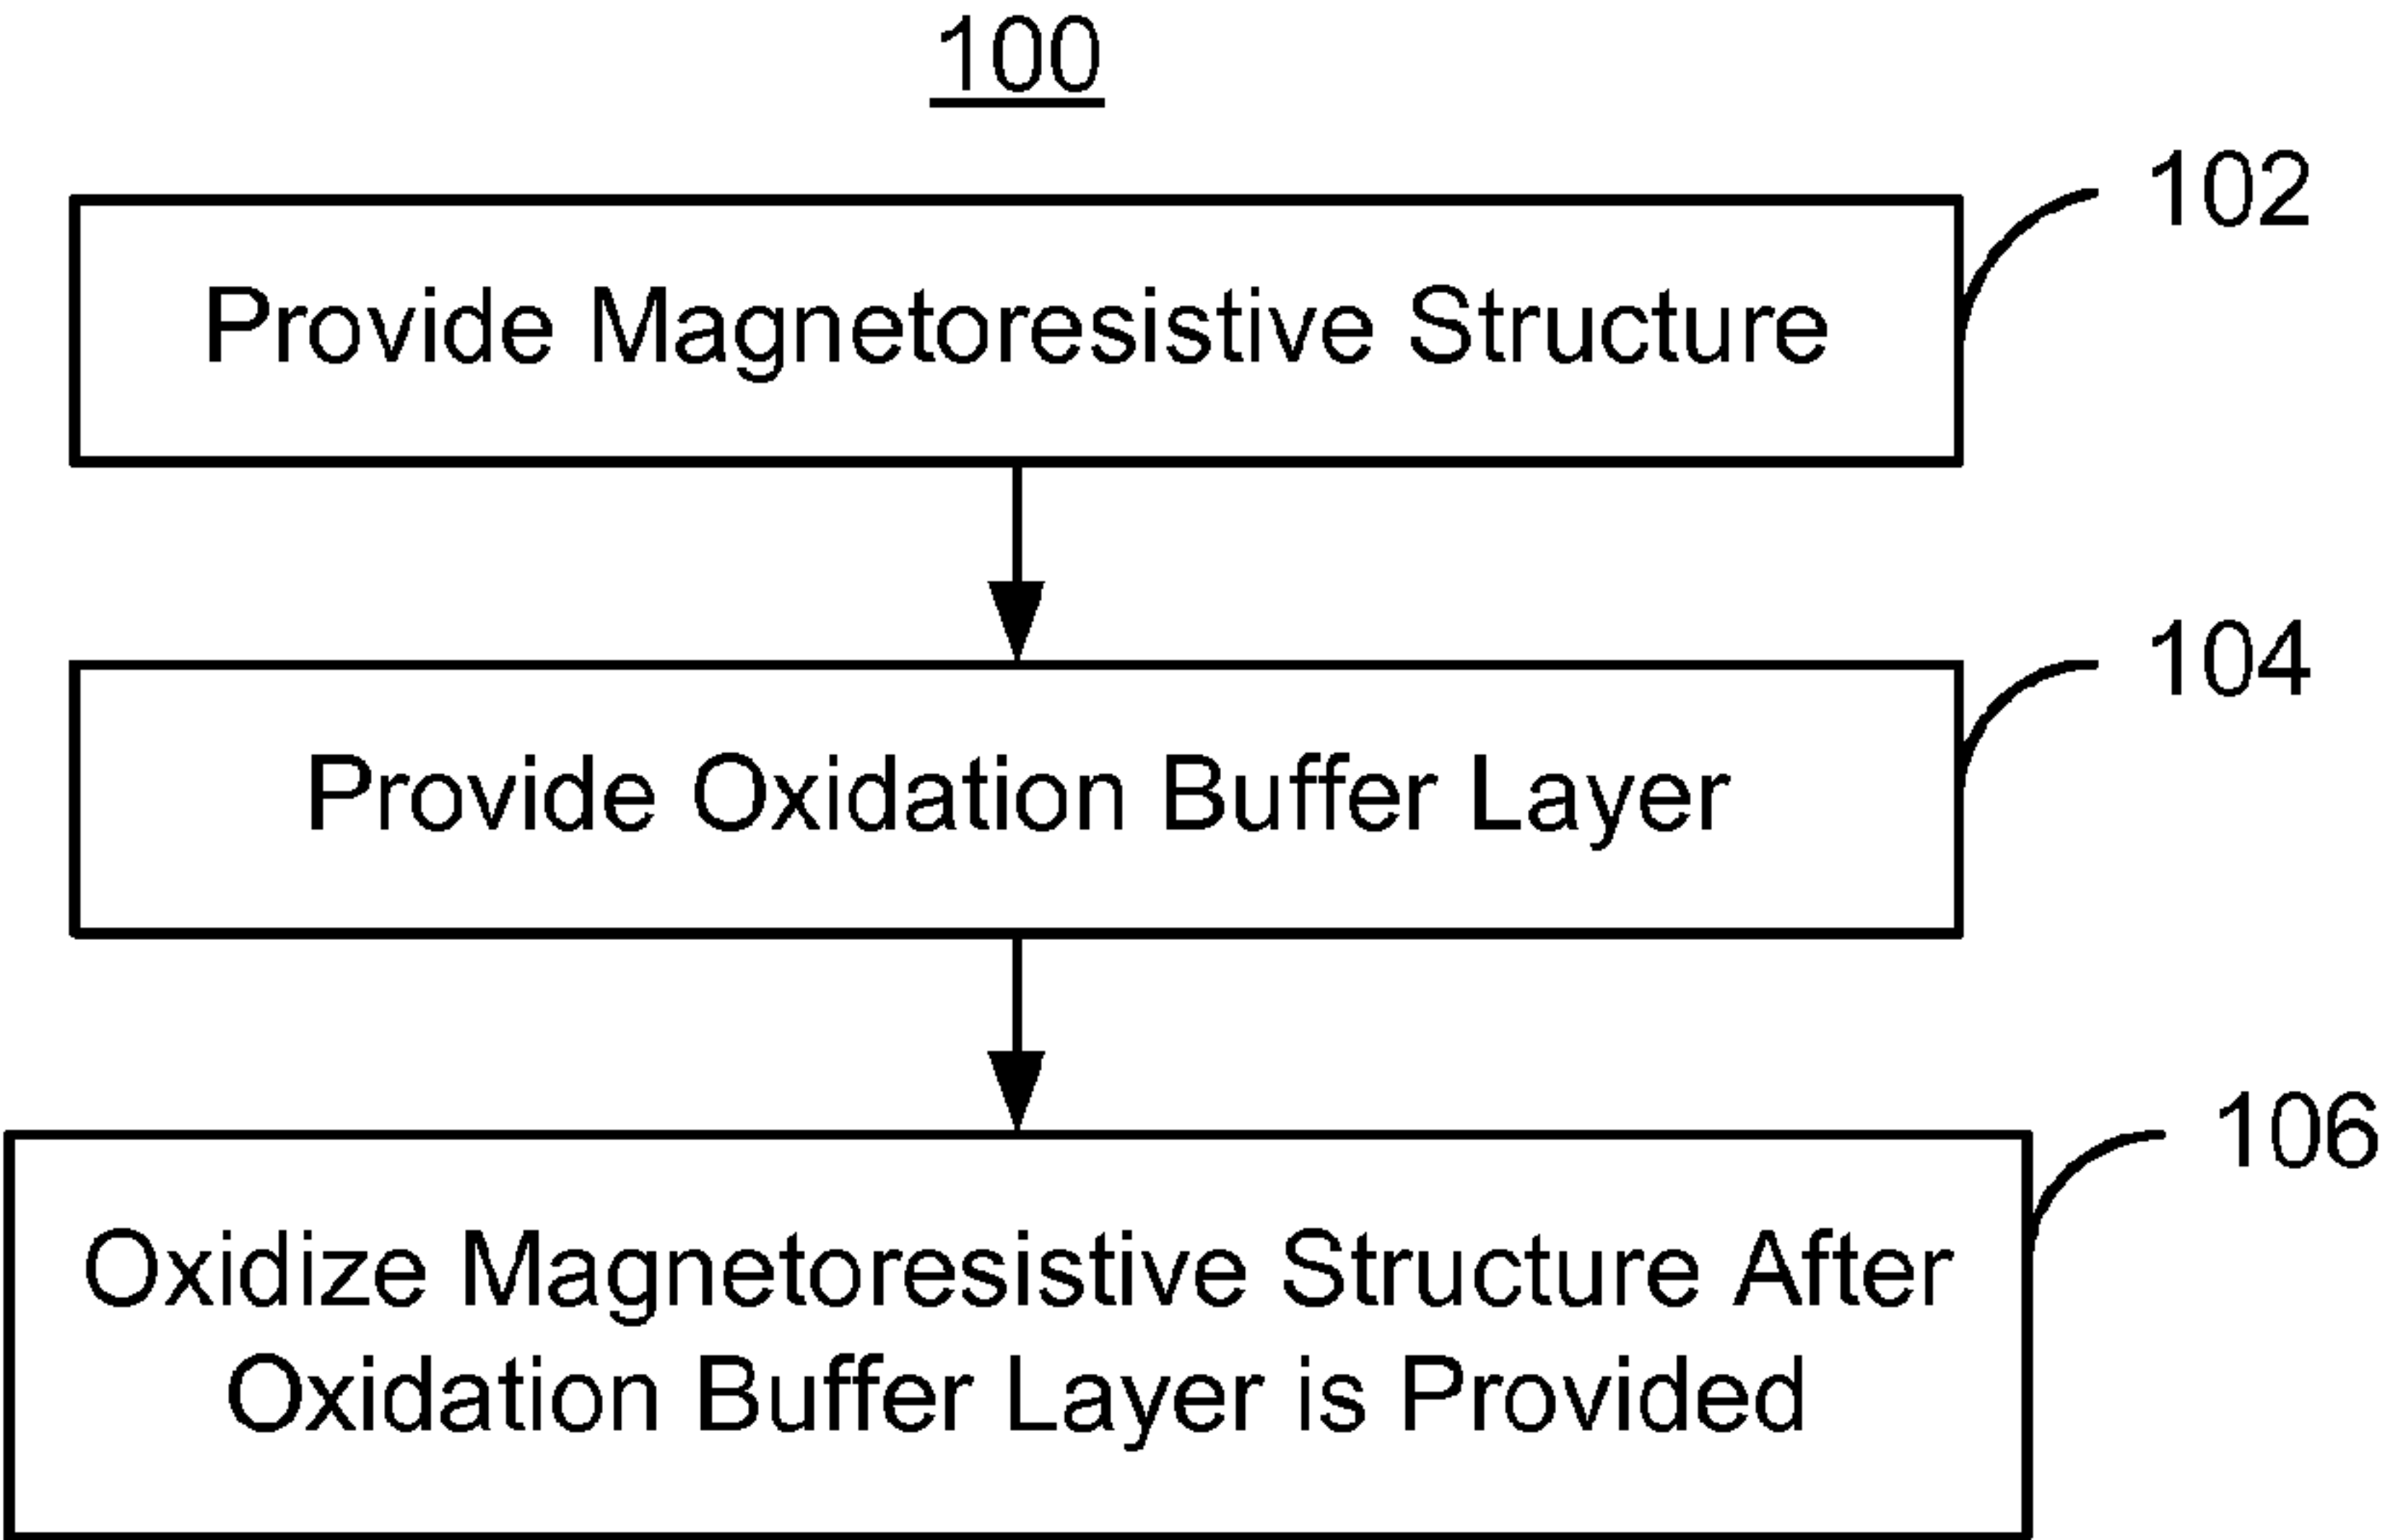 100
102
Provide Magnetoresistive Structure
104
Provide Oxidation Buffer Layer
106
Oxidize Magnetoresistive Structure After
Oxidation Buffer Layer is Provided